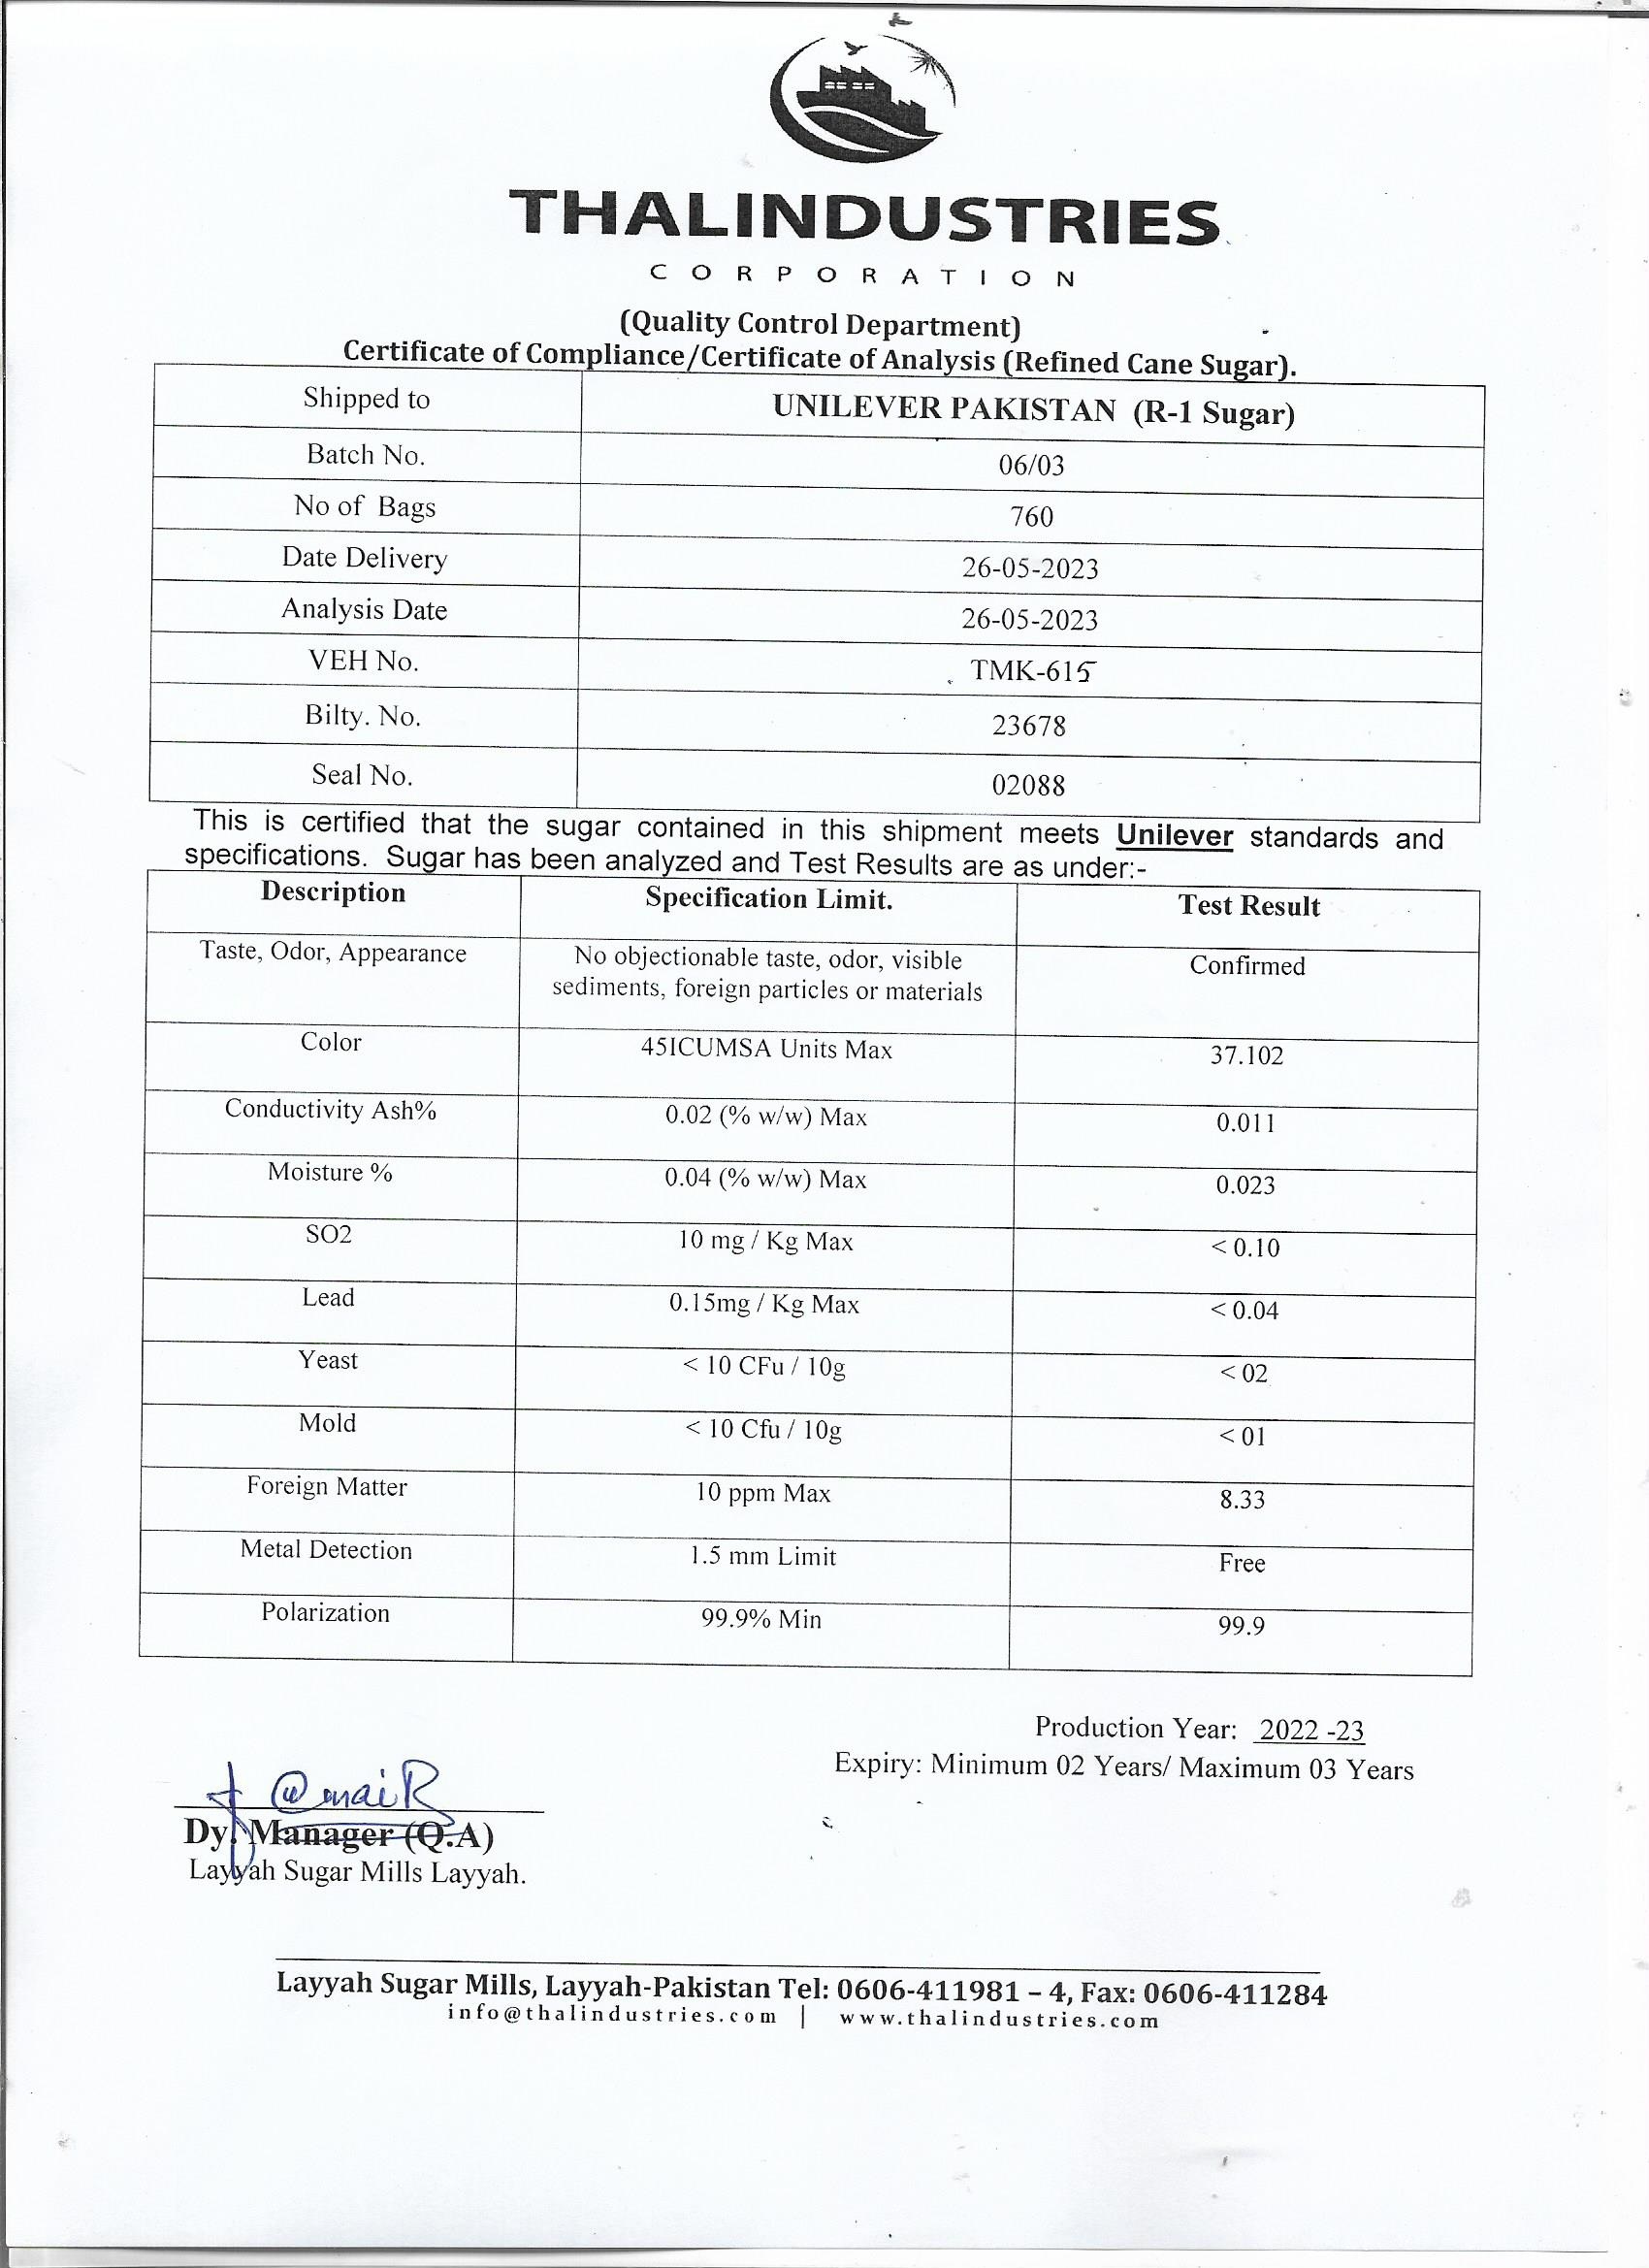 THALINDUSTRIES
CORPORATION
(Quality Control Department)
Certificate of Compliance/Certificate of Analysis (Refined Cane Sugar).
Shipped to UNILEVER PAKISTAN (R-1 Sugar)
Batch No. 06/03
No of Bags 760
Date Delivery 26-05-2023
Analysis Date 26-05-2023
VEH No. TMK-615
Bilty. No. 23678
Seal No. 02088
This is certified that the sugar contained in this shipment meets Unilever standards and
specifications. Sugar has been analyzed and Test Results are as under:-
Description Specification Limit. Test Result
Taste, Odor, Appearance No objectionable taste, odor, visible Confirmed
sediments, foreign particles or materials
Color 45ICUMSA Units Max 37.102
Conductivity Ash% 0.02 (% w/w) Max 0.011
Moisture % 0.04 (% w/w) Max 0.023
SO2 10 mg / Kg Max < 0.10
Lead 0.15mg / Kg Max < 0.04
Yeast < 10 CFu / 10g < 02
Mold < 10 Cfu / 10g < 01
Foreign Matter 10 ppm Max 8.33
Metal Detection 1.5 mm Limit Free
Polarization 99.9% Min 99.9
Production Year: 2022 -23
Expiry: Minimum 02 Years/ Maximum 03 Years
Dy. Manager (Q.A)
Layyah Sugar Mills Layyah.
Layyah Sugar Mills, Layyah-Pakistan Tel: 0606-411981 – 4, Fax: 0606-411284
info@thalindustries.com | www.thalindustries.com